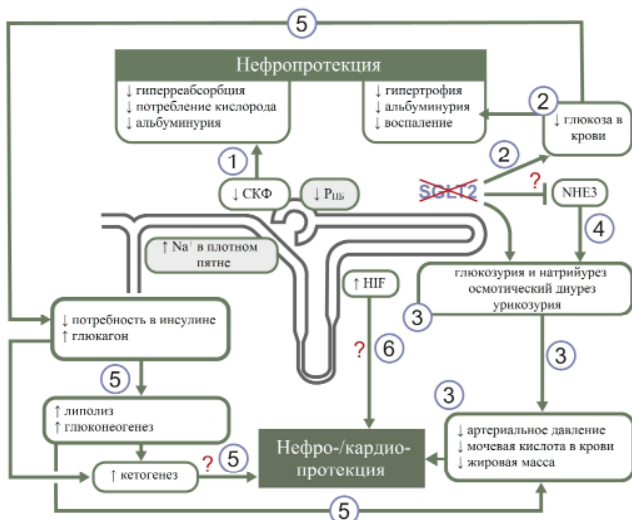 5
Нефропротекция
↓ гиперреабсорбция
↓ потребление кислорода
↓ альбуминурия
↓ гипертрофия
↓ альбуминурия
↓ воспаление
2
↓ глюкоза в
крови
1
2
↓ СКФ
↓ PПБ
SGLT2
?
NHE3
↑ Na+ в плотном
пятне
4
глюкозурия и натрийурез
осмотический диурез
урикозурия
↑ HIF
3
↓ потребность в инсулине
↑ глюкагон
?
6
3
5
3
↑ липолиз
↑ глюконеогенез
↓ артериальное давление
↓ мочевая кислота в крови
↓ жировая масса
Нефро-/кардио-
протекция
↑ кетогенез
?
5
5